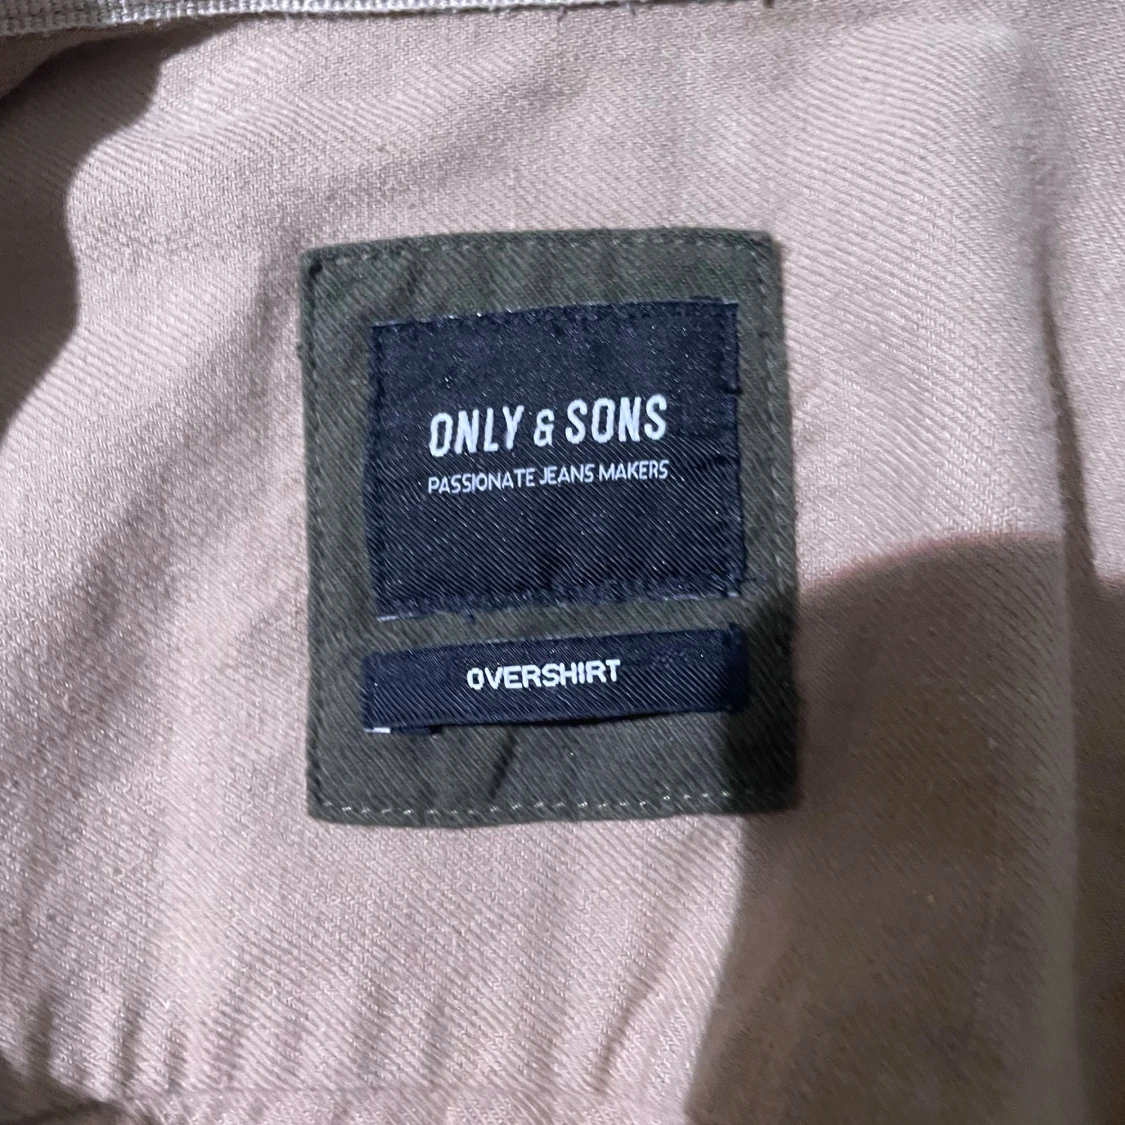 ONLY & SONS
PASSIONATE JEANS MAKERS
OVERSHIRT